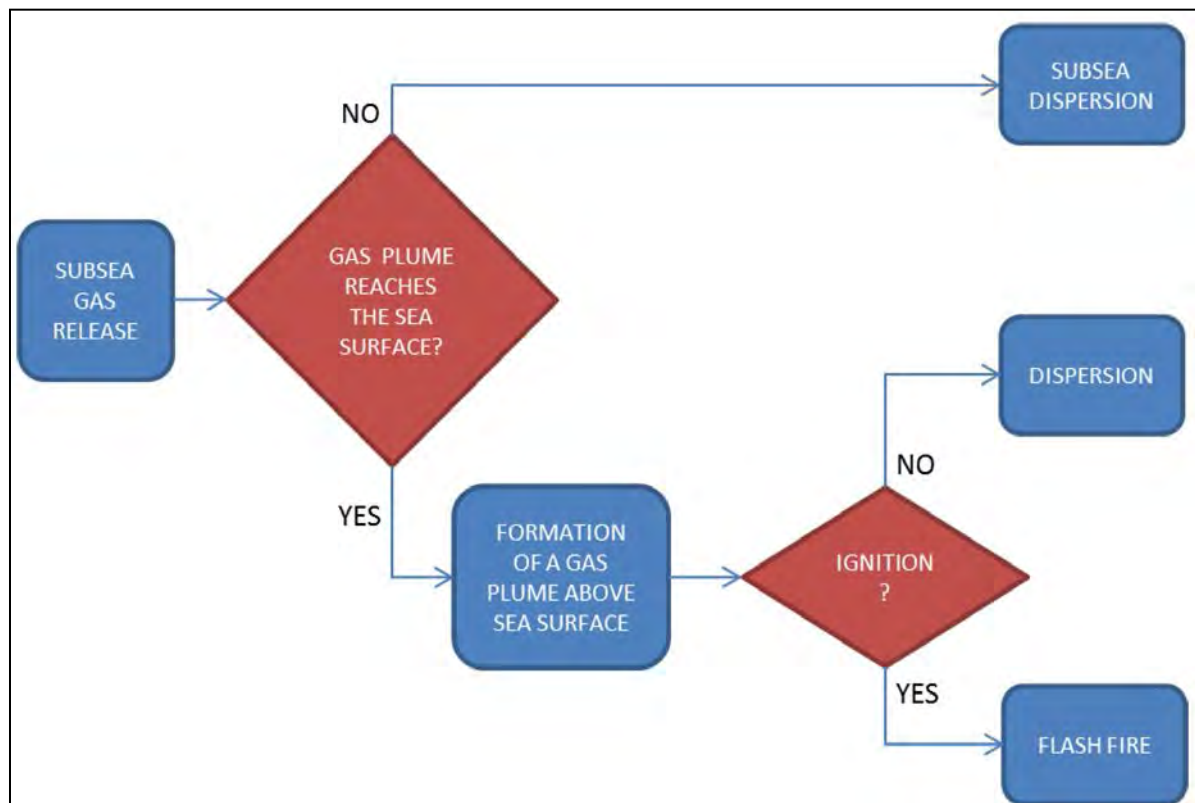 SUBSEA
GAS
RELEASE
GAS PLUME
REACHES
THE SEA
SURFACE?
NO
SUBSEA
DISPERSION
YES
FORMATION
OF A GAS
PLUME ABOVE
SEA SURFACE
IGNITION
?
NO
DISPERSION
YES
FLASH FIRE